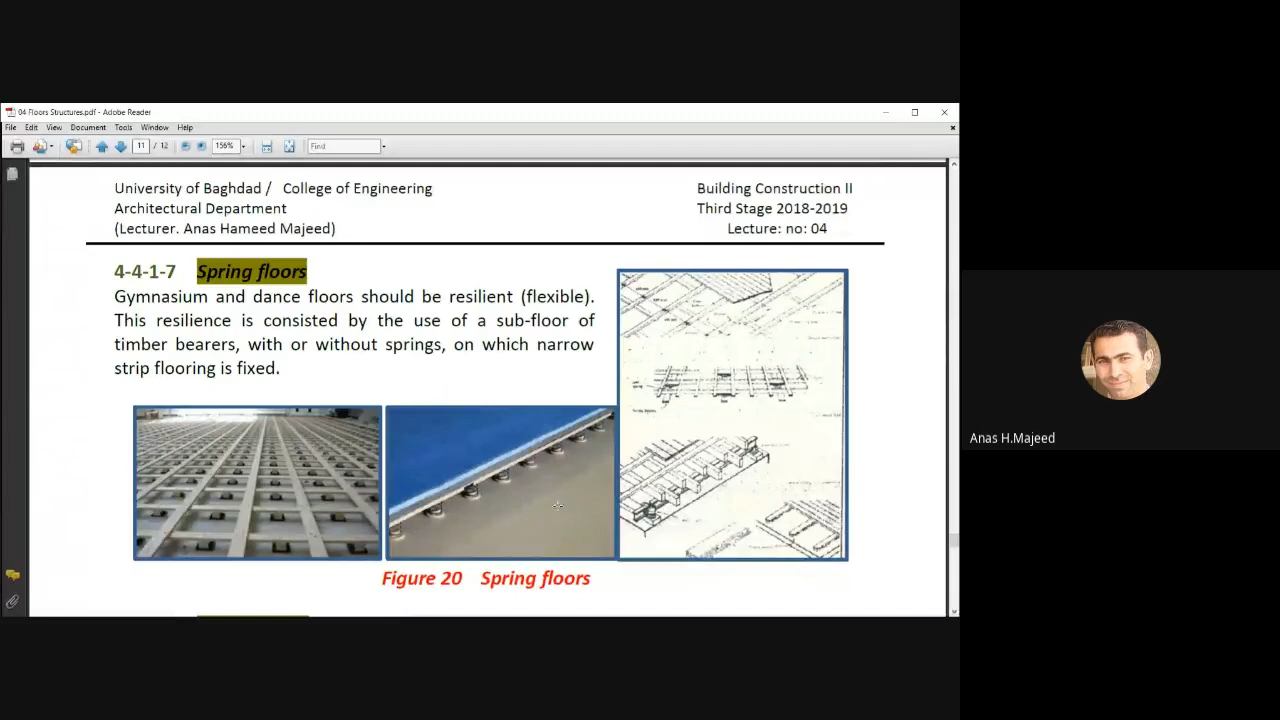 04 Floors Structures.pdf - Adobe Reader
File Edit View Document Tools Window Help
11 / 12 156% Find
University of Baghdad / College of Engineering
Building Construction II
Architectural Department
Third Stage 2018-2019
(Lecturer. Anas Hameed Majeed)
Lecture: no: 04
4-4-1-7 Spring floors
Gymnasium and dance floors should be resilient (flexible).
This resilience is consisted by the use of a sub-floor of
timber bearers, with or without springs, on which narrow
strip flooring is fixed.
Figure 20 Spring floors
Anas H.Majeed